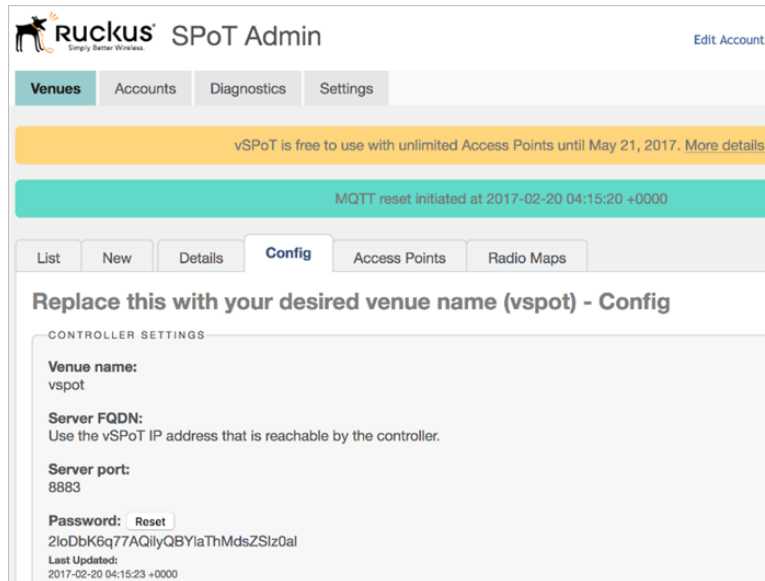 Ruckus®
Simply Better Wireless.
SPoT Admin
Edit Account
Venues Accounts Diagnostics Settings
vSPoT is free to use with unlimited Access Points until May 21, 2017. More details
MQTT reset initiated at 2017-02-20 04:15:20 +0000
List New Details Config Access Points Radio Maps
Replace this with your desired venue name (vspot) - Config
CONTROLLER SETTINGS
Venue name:
vspot
Server FQDN:
Use the vSPoT IP address that is reachable by the controller.
Server port:
8883
Password: Reset
2loDbK6q77AQilyQBYlaThMdsZSlz0al
Last Updated:
2017-02-20 04:15:23 +0000